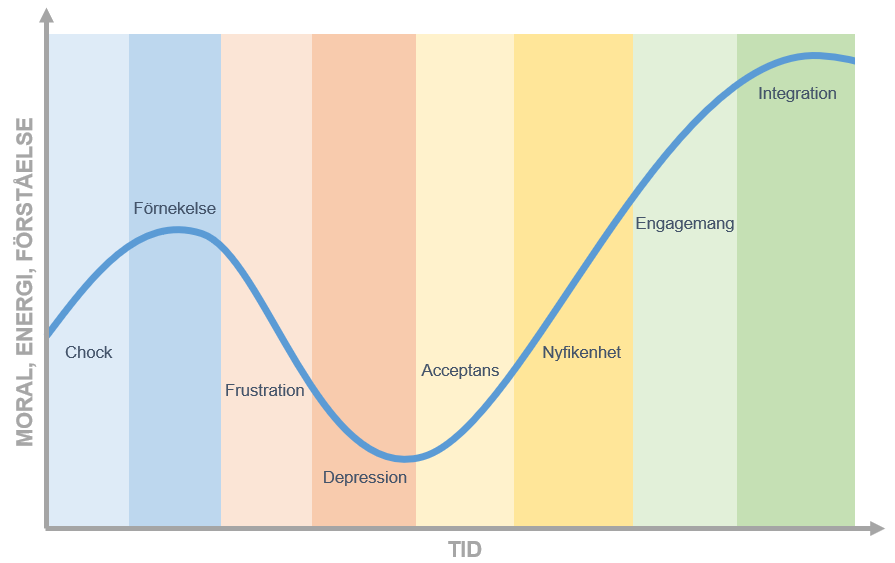 MORAL, ENERGI, FÖRSTÅELSE
Chock
Förnekelse
Frustration
Depression
Acceptans
Nyfikenhet
Engagemang
Integration
TID